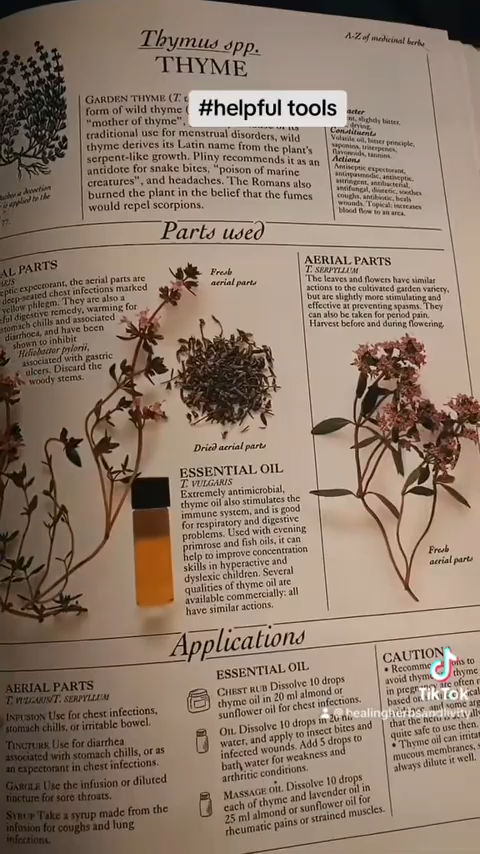 Thymus spp.
THYME
A-Z of medicinal herbs
#helpful tools
GARDEN THYME (T.
form of wild thyme (
"mother of thyme",
traditional use for menstrual disorders, wild
thyme derives its Latin name from the plant's
serpent-like growth. Pliny recommends it as an
antidote for snake bites, "poison of marine
creatures", and headaches. The Romans also
burned the plant in the belief that the fumes
would repel scorpions.
slightly bitter,
drying.
Constituents
Volatile oil, bitter principle,
saponins, triterpenes,
flavonoids, tannins.
Actions
Antiseptic expectorant,
antispasmodic, antiseptic,
astringent, antibacterial,
antifungal, diuretic, soothes
coughs, antibiotic, heals
wounds. Topical: increases
blood flow to an area.
Parts used
AL PARTS
expectorant, the aerial parts are
deep-seated chest infections marked
yellow phlegm. They are also a
digestive remedy, warming for
stomach chills and associated
diarrhoea, and have been
shown to inhibit
Heliobacter pylorii,
associated with gastric
ulcers. Discard the
woody stems.
Fresh
aerial parts
Dried aerial parts
ESSENTIAL OIL
T. VULGARIS
Extremely antimicrobial,
thyme oil also stimulates the
immune system, and is good
for respiratory and digestive
problems. Used with evening
primrose and fish oils, it can
help to improve concentration
skills in hyperactive and
dyslexic children. Several
qualities of thyme oil are
available commercially: all
have similar actions.
AERIAL PARTS
T. SERPYLLUM
The leaves and flowers have similar
actions to the cultivated garden variety,
but are slightly more stimulating and
effective at preventing spasms. They
can also be taken for period pain.
Harvest before and during flowering.
Fresh
aerial parts
Applications
AERIAL PARTS
T. VULGARIS/T. SERPYLLUM
INFUSION Use for chest infections,
stomach chills, or irritable bowel.
TINCTURE Use for diarrhea
associated with stomach chills, or as
an expectorant in chest infections.
GARGLE Use the infusion or diluted
tincture for sore throats.
SYRUP Take a syrup made from the
infusion for coughs and lung
infections.
ESSENTIAL OIL
CHEST RUB Dissolve 10 drops
thyme oil in 20 ml almond or
sunflower oil for chest infections.
OIL Dissolve 10 drops in
water, and apply to insect bites and
infected wounds. Add 5 drops to
bath water for weakness and
arthritic conditions.
MASSAGE OIL Dissolve 10 drops
each of thyme and lavender oil in
25 ml almond or sunflower oil for
rheumatic pains or strained muscles.
CAUTION
• Recommendations to
avoid thyme
in pregnancy are often
and some
that the
quite safe to use
• Thyme oil can irritate
mucous membranes,
always dilute it well.
TikTok